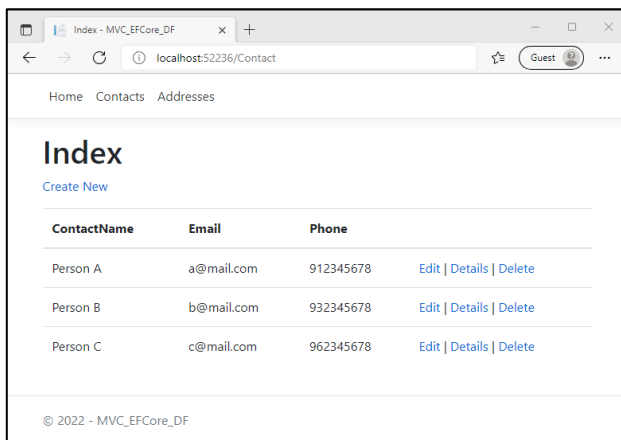 Index - MVC_EFCore_DF
localhost:52236/Contact
Guest
Home Contacts Addresses
Index
Create New
ContactName Email Phone
Person A a@mail.com 912345678 Edit | Details | Delete
Person B b@mail.com 932345678 Edit | Details | Delete
Person C c@mail.com 962345678 Edit | Details | Delete
© 2022 - MVC_EFCore_DF